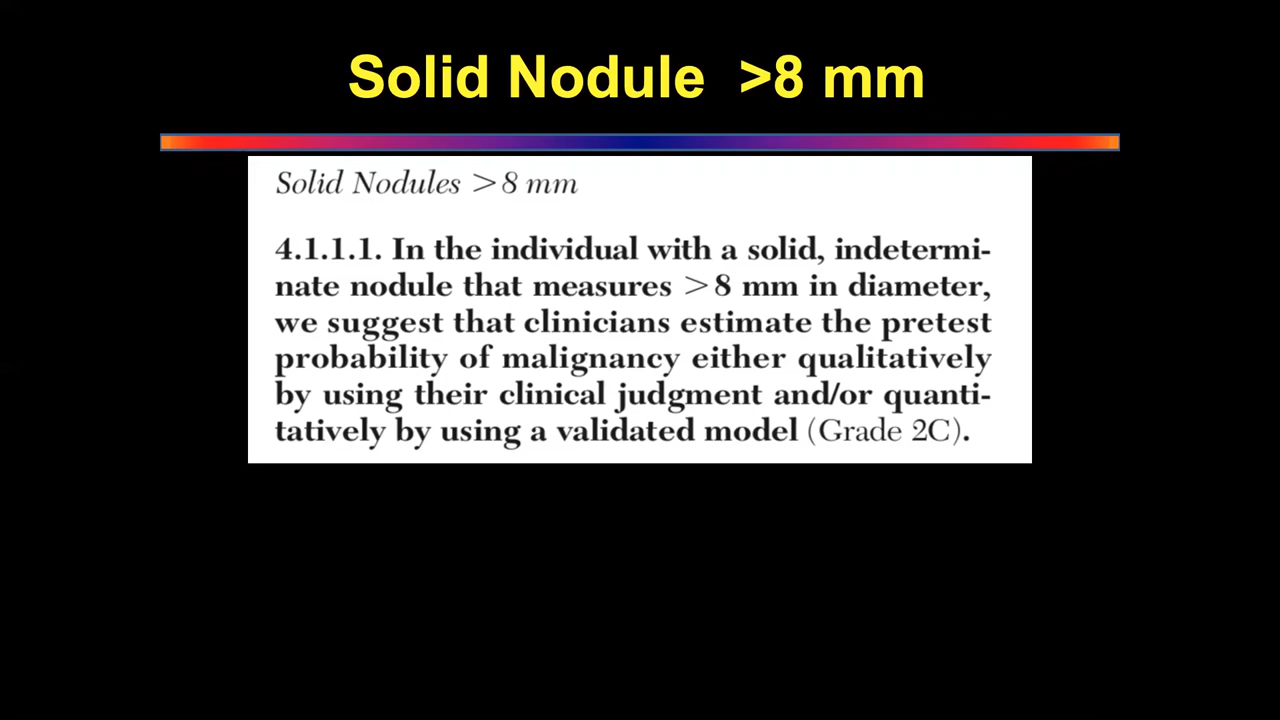 Solid Nodule >8 mm
Solid Nodules >8 mm
4.1.1.1. In the individual with a solid, indetermi-
nate nodule that measures >8 mm in diameter,
we suggest that clinicians estimate the pretest
probability of malignancy either qualitatively
by using their clinical judgment and/or quanti-
tatively by using a validated model (Grade 2C).